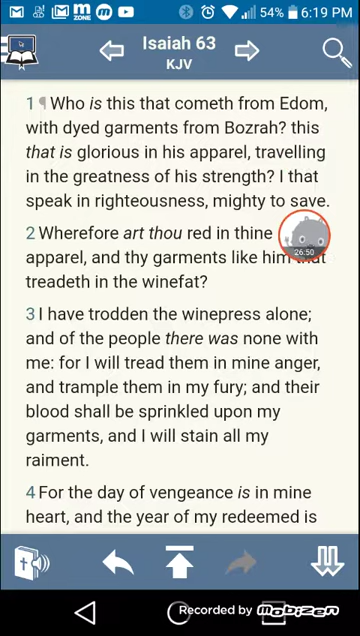 54% 6:19 PM
Isaiah 63
KJV
1 ¶ Who is this that cometh from Edom,
with dyed garments from Bozrah? this
that is glorious in his apparel, travelling
in the greatness of his strength? I that
speak in righteousness, mighty to save.
2 Wherefore art thou red in thine
apparel, and thy garments like him that
treadeth in the winefat?
26:50
3 I have trodden the winepress alone;
and of the people there was none with
me: for I will tread them in mine anger,
and trample them in my fury; and their
blood shall be sprinkled upon my
garments, and I will stain all my
raiment.
4 For the day of vengeance is in mine
heart, and the year of my redeemed is
Recorded by mobizen